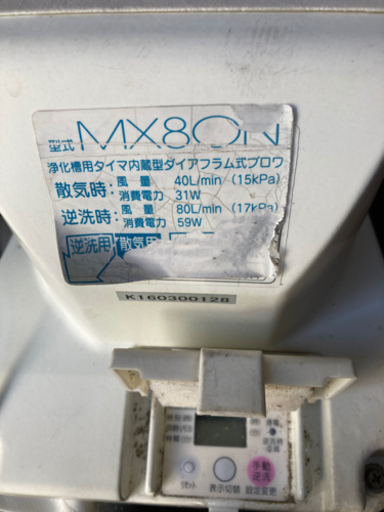 型式 MX80N
浄化槽用タイマ内蔵型ダイアフラム式ブロワ
散気時：風量 40L/min (15kPa)
消費電力 31W
逆洗時：風量 80L/min (17kPa)
消費電力 59W
逆洗用 散気
K160300128
リセット 表示切替 手動逆洗
設定変更